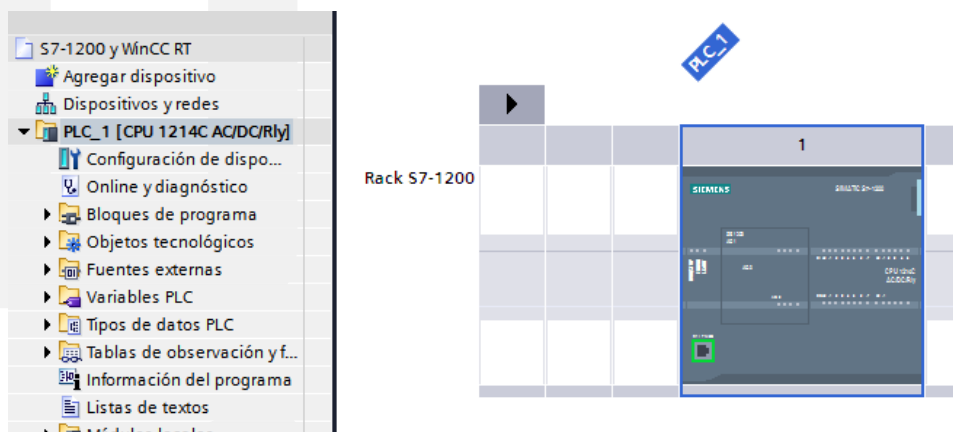 S7-1200 y WinCC RT
Agregar dispositivo
Dispositivos y redes
PLC_1 [CPU 1214C AC/DC/Rly]
Configuración de dispo...
Online y diagnóstico
Bloques de programa
Objetos tecnológicos
Fuentes externas
Variables PLC
Tipos de datos PLC
Tablas de observación y f...
Información del programa
Listas de textos
PLC_1
1
Rack S7-1200
SIEMENS
SIMATIC S7-1200
CPU 1214C
AC/DC/Rly